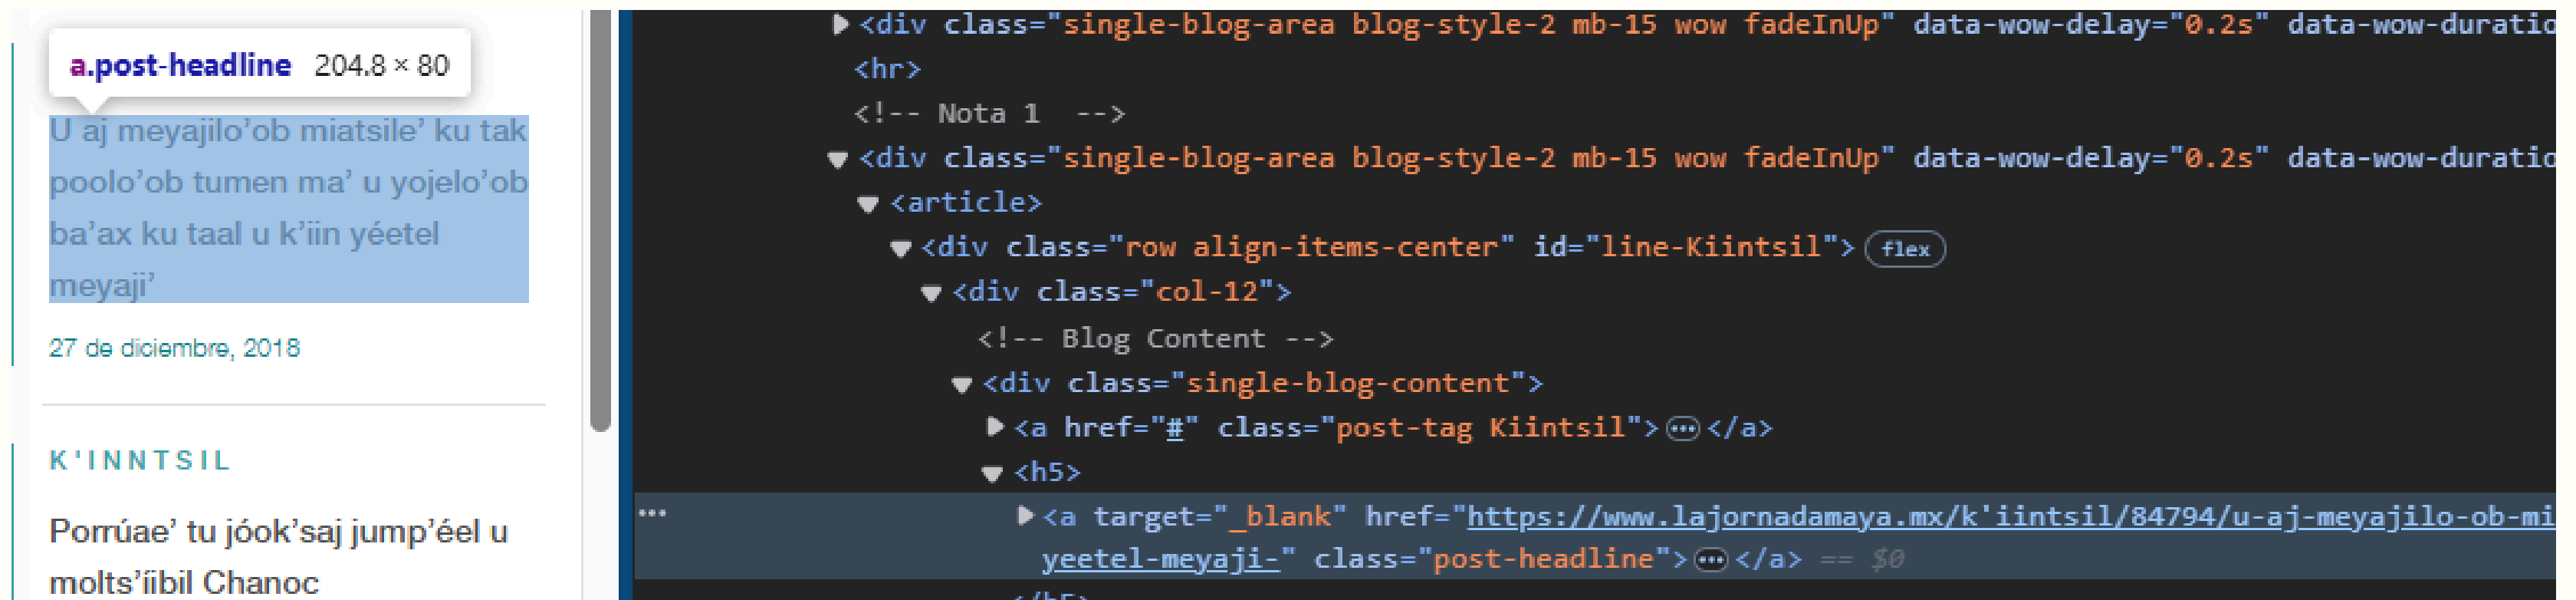 a.post-headline 204.8 × 80
U aj meyajilo’ob miatsile’ ku tak
poolo’ob tumen ma’ u yojelo’ob
ba’ax ku taal u k’iin yéetel
meyaji’
27 de diciembre, 2018
K'INNTSIL
Porrúae’ tu jóok’saj jump’éel u
molts’íibil Chanoc
<div class="single-blog-area blog-style-2 mb-15 wow fadeInUp" data-wow-delay="0.2s" data-wow-duratio
<hr>
<!-- Nota 1  -->
<div class="single-blog-area blog-style-2 mb-15 wow fadeInUp" data-wow-delay="0.2s" data-wow-duratio
<article>
<div class="row align-items-center" id="line-Kiintsil"> flex
<div class="col-12">
<!-- Blog Content -->
<div class="single-blog-content">
<a href="#" class="post-tag Kiintsil">…</a>
<h5>
… <a target="_blank" href="https://www.lajornadamaya.mx/k'iintsil/84794/u-aj-meyajilo-ob-mi
yeetel-meyaji-" class="post-headline">…</a> == $0